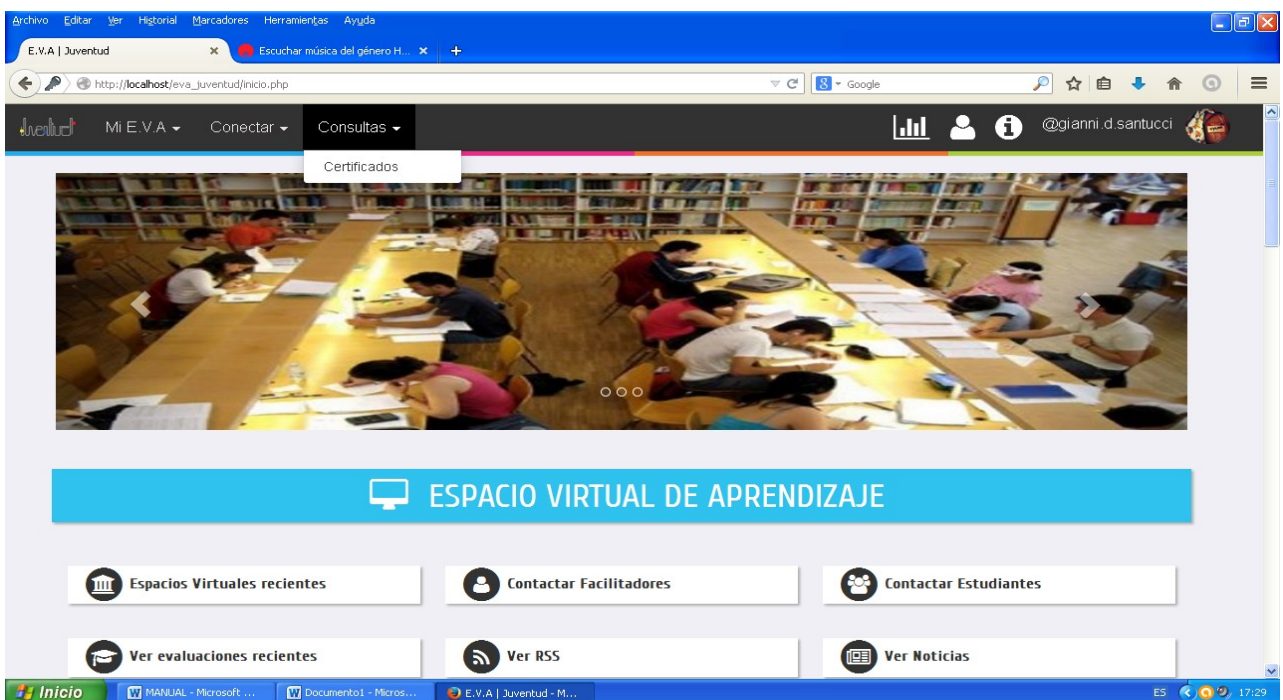 Archivo Editar Ver Historial Marcadores Herramientas Ayuda
E.V.A | Juventud
Escuchar música del género H...
http://localhost/eva_juventud/inicio.php
Google
Juventud Mi E.V.A Conectar Consultas @gianni.d.santucci
Certificados
ESPACIO VIRTUAL DE APRENDIZAJE
Espacios Virtuales recientes
Contactar Facilitadores
Contactar Estudiantes
Ver evaluaciones recientes
Ver RSS
Ver Noticias
Inicio MANUAL - Microsoft ... Documento1 - Micros... E.V.A | Juventud - M... ES 17:29